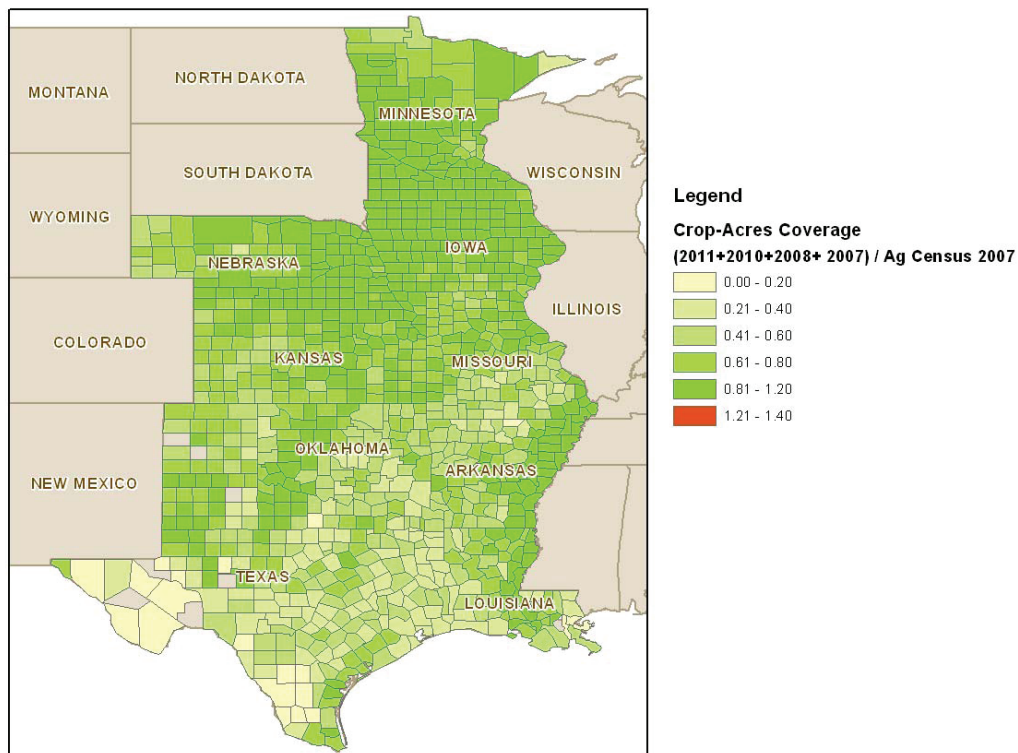 MONTANA
NORTH DAKOTA
MINNESOTA
SOUTH DAKOTA
WISCONSIN
WYOMING
IOWA
NEBRASKA
ILLINOIS
COLORADO
KANSAS
MISSOURI
OKLAHOMA
ARKANSAS
NEW MEXICO
TEXAS
LOUISIANA
Legend
Crop-Acres Coverage
(2011+2010+2008+ 2007) / Ag Census 2007
0.00 - 0.20
0.21 - 0.40
0.41 - 0.60
0.61 - 0.80
0.81 - 1.20
1.21 - 1.40